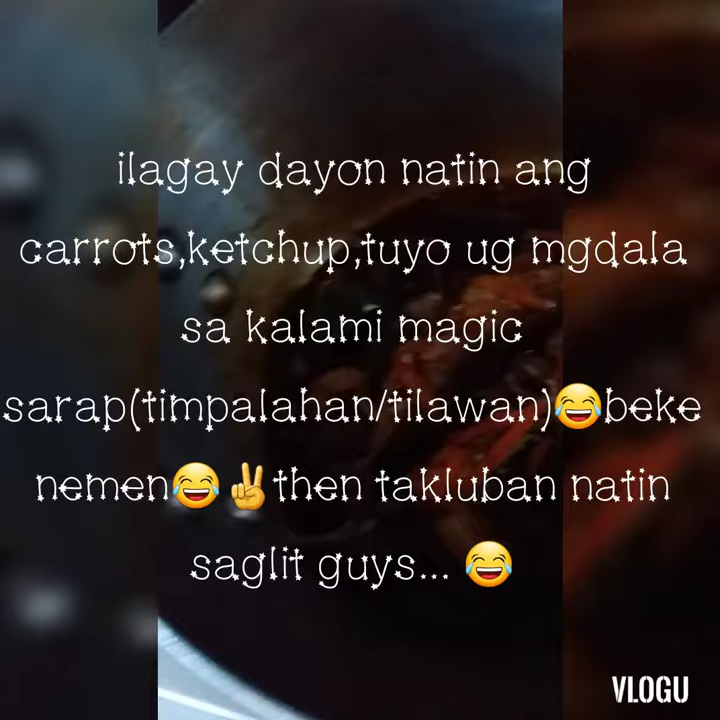 ilagay dayon natin ang
carrots,ketchup,tuyo ug mgdala
sa kalami magic
sarap(timpalahan/tilawan)😂beke
nemen😂✌️then takluban natin
saglit guys... 😂
VLOGU